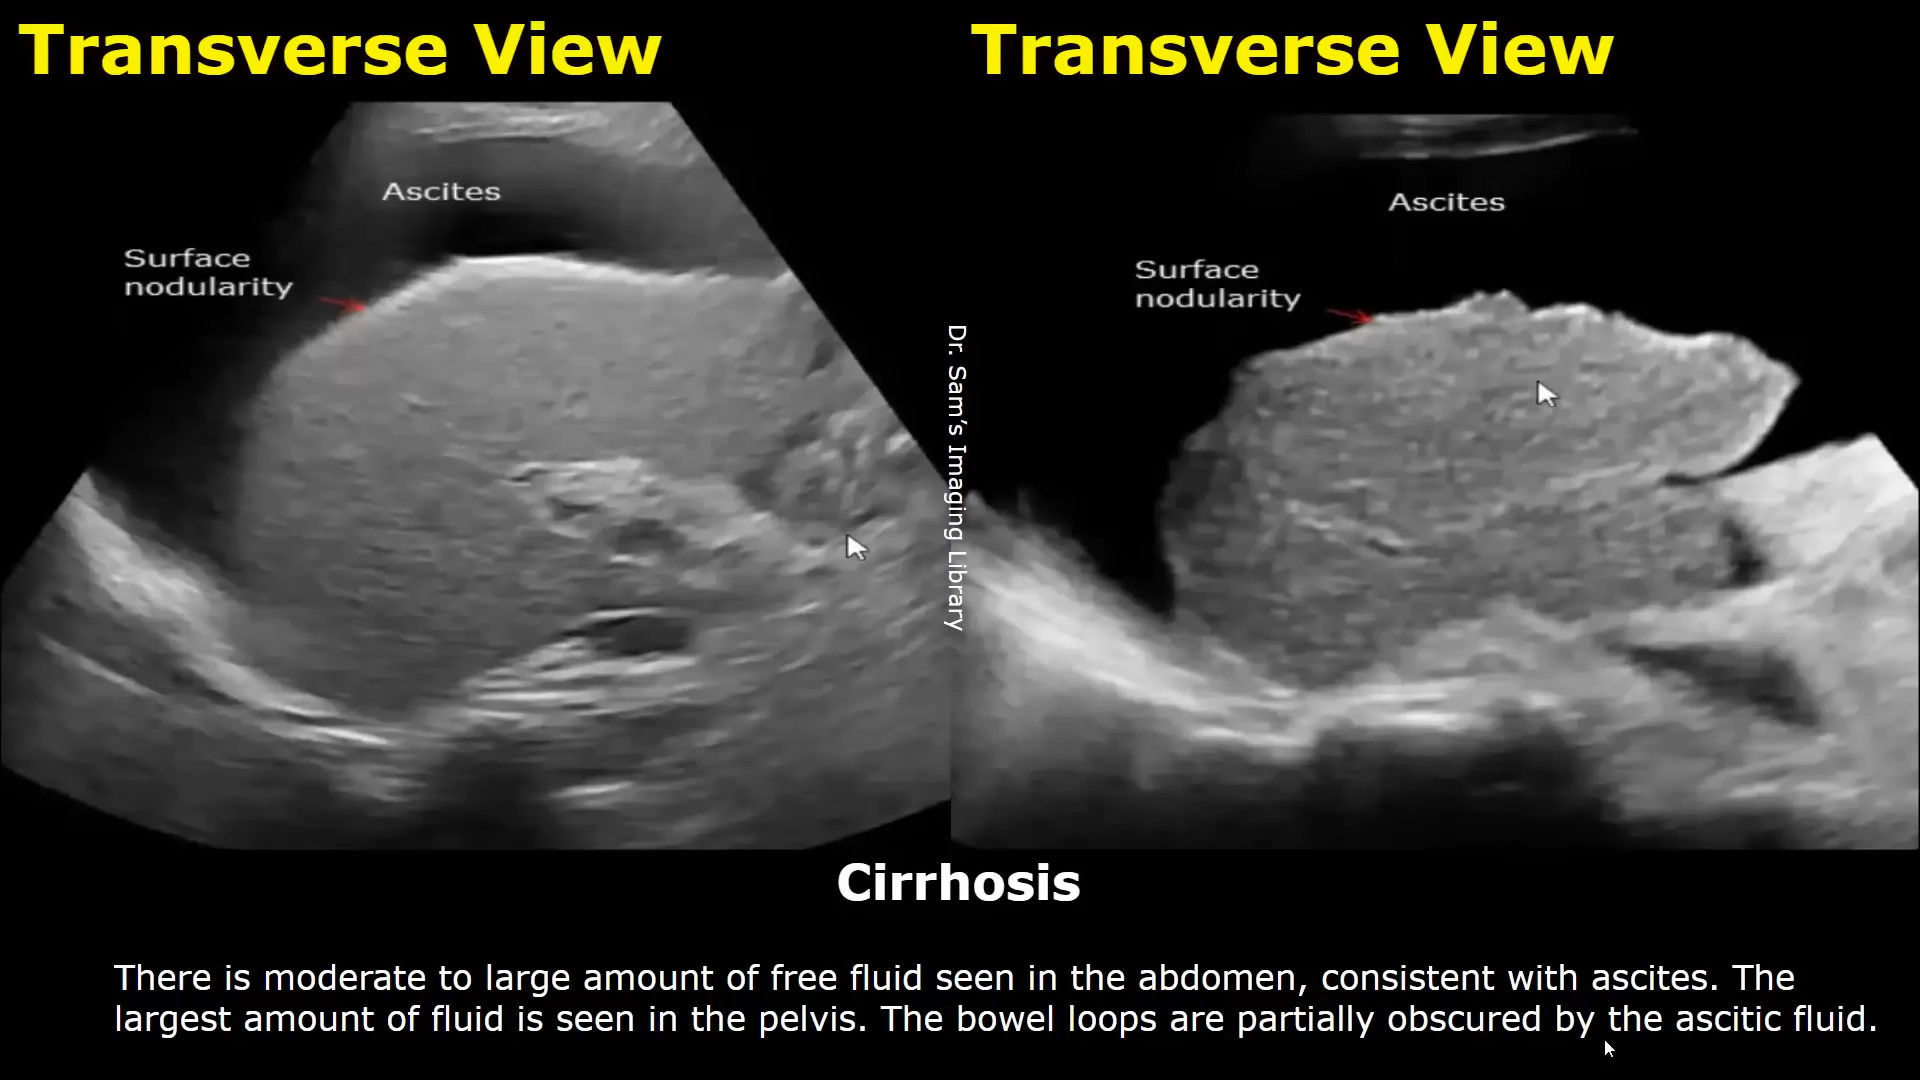 Transverse View
Transverse View
Ascites
Surface
nodularity
Ascites
Surface
nodularity
Dr. Sam’s Imaging Library
Cirrhosis
There is moderate to large amount of free fluid seen in the abdomen, consistent with ascites. The
largest amount of fluid is seen in the pelvis. The bowel loops are partially obscured by the ascitic fluid.